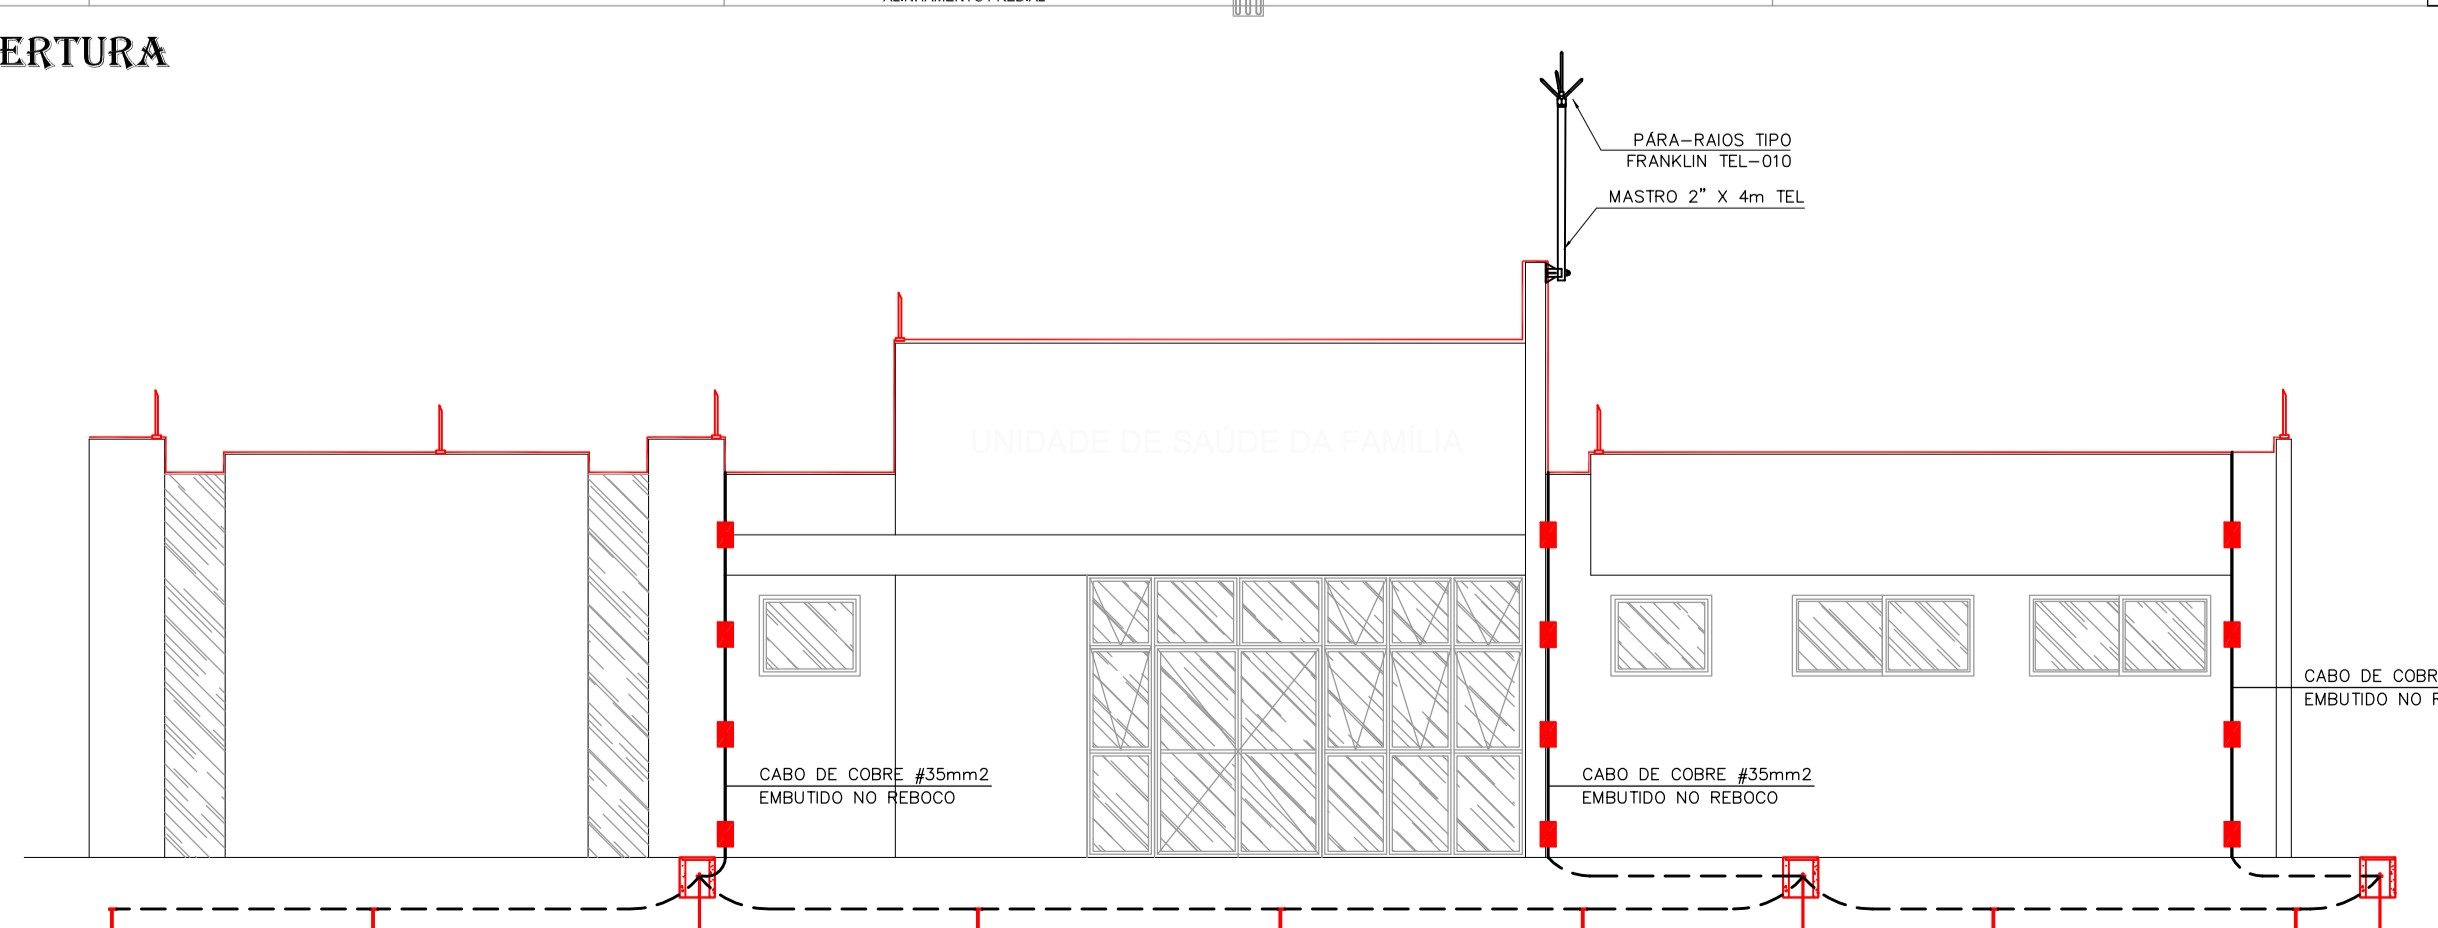 ERTURA
PÁRA-RAIOS TIPO
FRANKLIN TEL-010
MASTRO 2" X 4m TEL
UNIDADE DE SAÚDE DA FAMÍLIA
CABO DE COBR
EMBUTIDO NO R
CABO DE COBRE #35mm2
EMBUTIDO NO REBOCO
CABO DE COBRE #35mm2
EMBUTIDO NO REBOCO